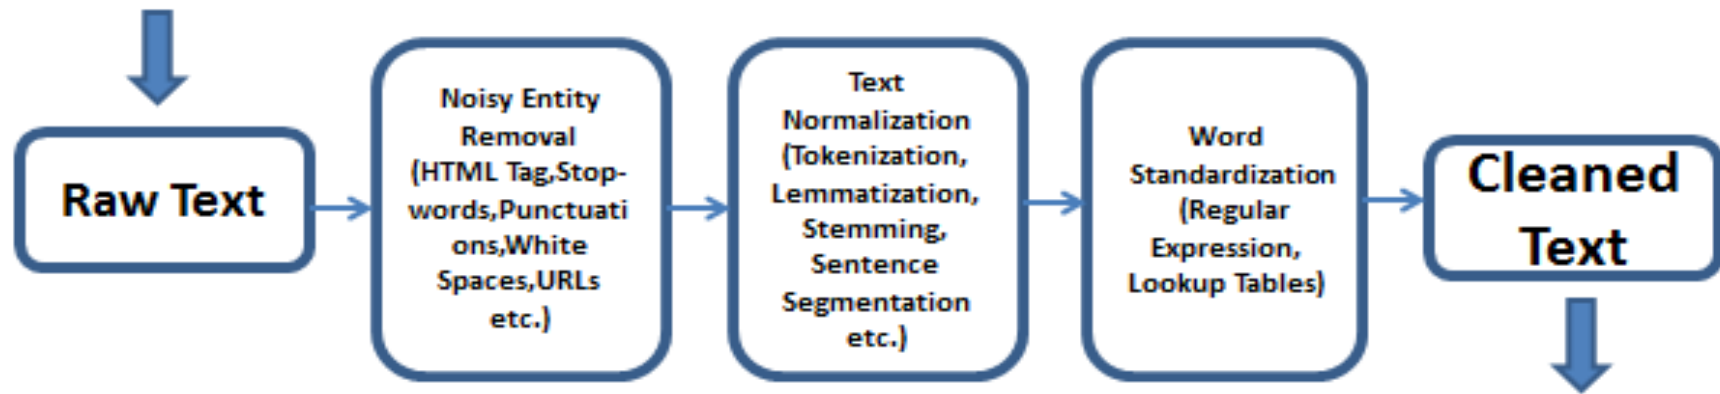 Raw Text
Noisy Entity
Removal
(HTML Tag,Stop-
words,Punctuati
ons,White
Spaces,URLs
etc.)
Text
Normalization
(Tokenization,
Lemmatization,
Stemming,
Sentence
Segmentation
etc.)
Word
Standardization
(Regular
Expression,
Lookup Tables)
Cleaned
Text